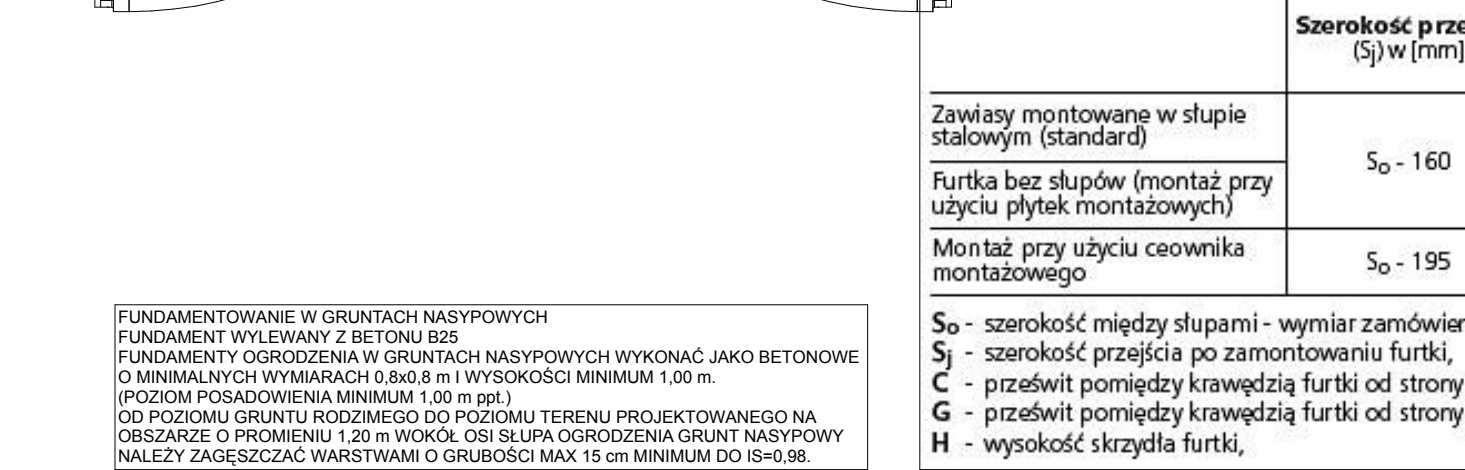 Szerokość prze
(Sj) w [mm]
Zawiasy montowane w słupie
stalowym (standard)
So - 160
Furtka bez słupów (montaż przy
użyciu płytek montażowych)
Montaż przy użyciu ceownika
montażowego
So - 195
So - szerokość między słupami - wymiar zamówien
Sj - szerokość przejścia po zamontowaniu furtki,
C - prześwit pomiędzy krawędzią furtki od strony
G - prześwit pomiędzy krawędzią furtki od strony
H - wysokość skrzydła furtki,
FUNDAMENTOWANIE W GRUNTACH NASYPOWYCH
FUNDAMENT WYLEWANY Z BETONU B25
FUNDAMENTY OGRODZENIA W GRUNTACH NASYPOWYCH WYKONAĆ JAKO BETONOWE
O MINIMALNYCH WYMIARACH 0,8x0,8 m I WYSOKOŚCI MINIMUM 1,00 m.
(POZIOM POSADOWIENIA MINIMUM 1,00 m ppt.)
OD POZIOMU GRUNTU RODZIMEGO DO POZIOMU TERENU PROJEKTOWANEGO NA
OBSZARZE O PROMIENIU 1,20 m WOKÓŁ OSI SŁUPA OGRODZENIA GRUNT NASYPOWY
NALEŻY ZAGĘSZCZAĆ WARSTWAMI O GRUBOŚCI MAX 15 cm MINIMUM DO IS=0,98.